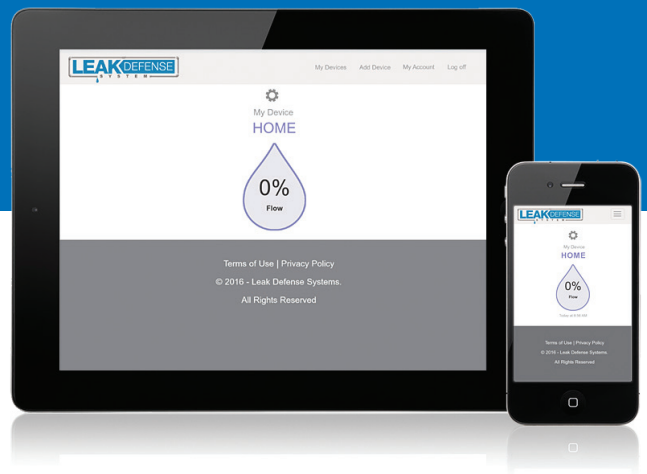 LEAK DEFENSE
SYSTEM
My Devices Add Device My Account Log off
My Device
HOME
0%
Flow
Terms of Use | Privacy Policy
© 2016 - Leak Defense Systems.
All Rights Reserved
LEAK DEFENSE
SYSTEM
My Device
HOME
0%
Flow
Terms of Use | Privacy Policy
© 2016 - Leak Defense Systems.
All Rights Reserved